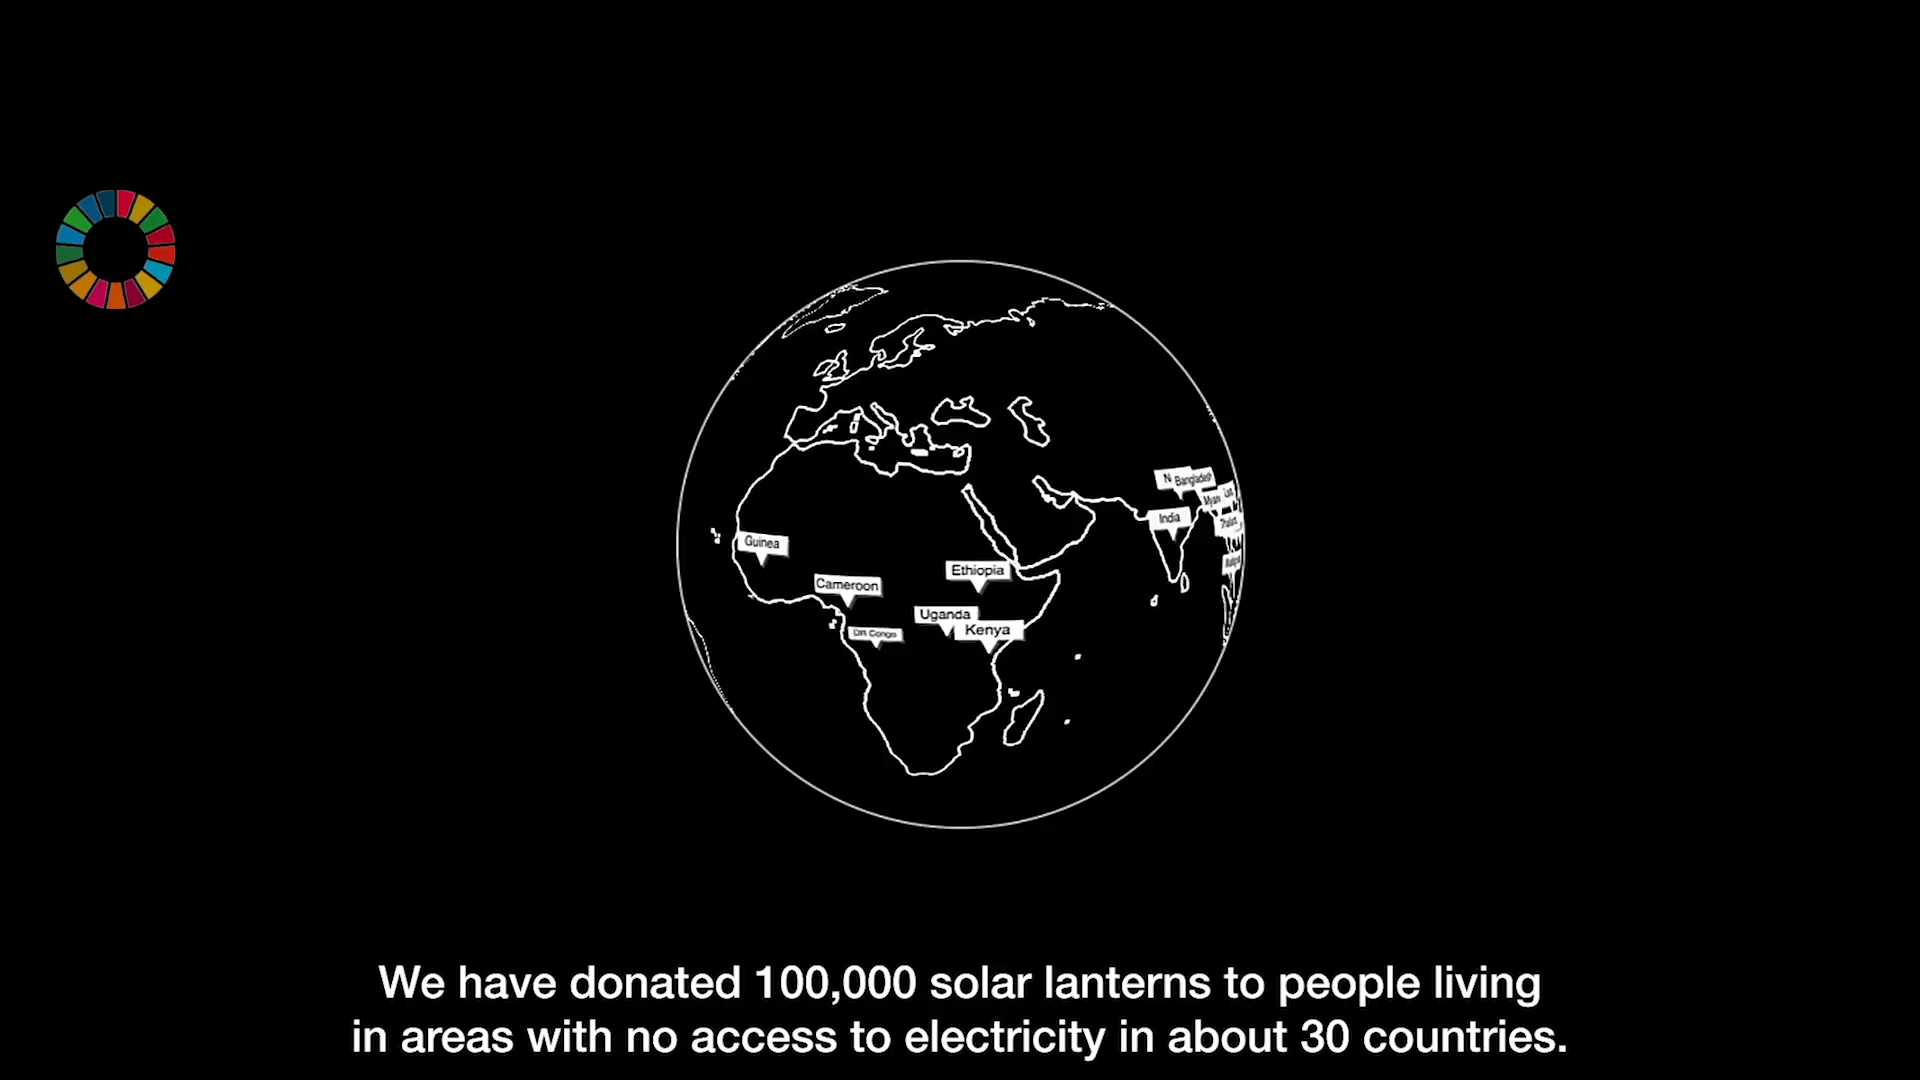 Bangladesh
India
Guinea
Ethiopia
Cameroon
Uganda
Kenya
DR Congo
We have donated 100,000 solar lanterns to people living
in areas with no access to electricity in about 30 countries.